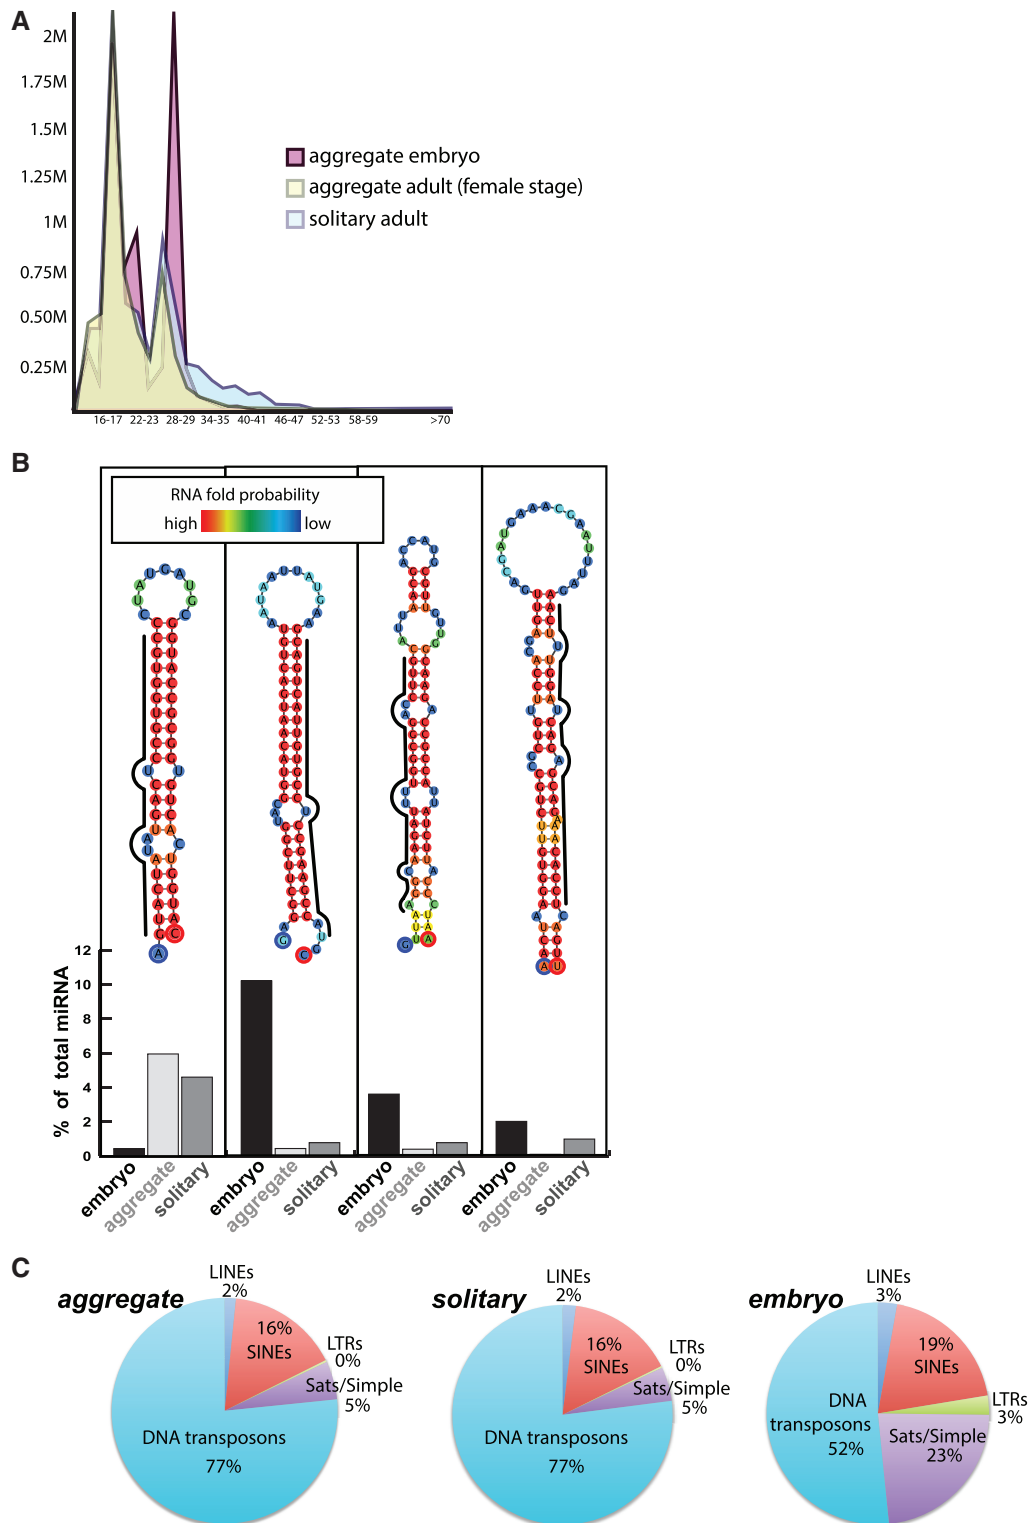 A
2M
1.75M
1.5M
1.25M
1M
0.75M
0.50M
0.25M
aggregate embryo
aggregate adult (female stage)
solitary adult
16-17 22-23 28-29 34-35 40-41 46-47 52-53 58-59 >70
B
RNA fold probability
high low
% of total miRNA
12
10
8
6
4
2
0
embryo aggregate solitary embryo aggregate solitary embryo aggregate solitary embryo aggregate solitary
C
aggregate
LINEs
2%
16%
SINEs
LTRs
0%
Sats/Simple
5%
DNA transposons
77%
solitary
LINEs
2%
16%
SINEs
LTRs
0%
Sats/Simple
5%
DNA transposons
77%
embryo
LINEs
3%
19%
SINEs
LTRs
3%
Sats/Simple
23%
DNA
transposons
52%